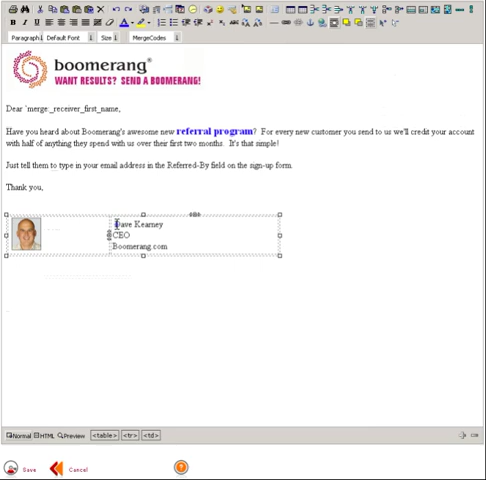 Paragraph Default Font Size MergeCodes
boomerang®
WANT RESULTS? SEND A BOOMERANG!
Dear `merge_receiver_first_name,
Have you heard about Boomerang's awesome new referral program? For every new customer you send to us we'll credit your account
with half of anything they spend with us over their first two months. It's that simple!
Just tell them to type in your email address in the Referred-By field on the sign-up form.
Thank you,
Dave Kearney
CEO
Boomerang.com
Normal HTML Preview <table> <tr> <td>
Save Cancel